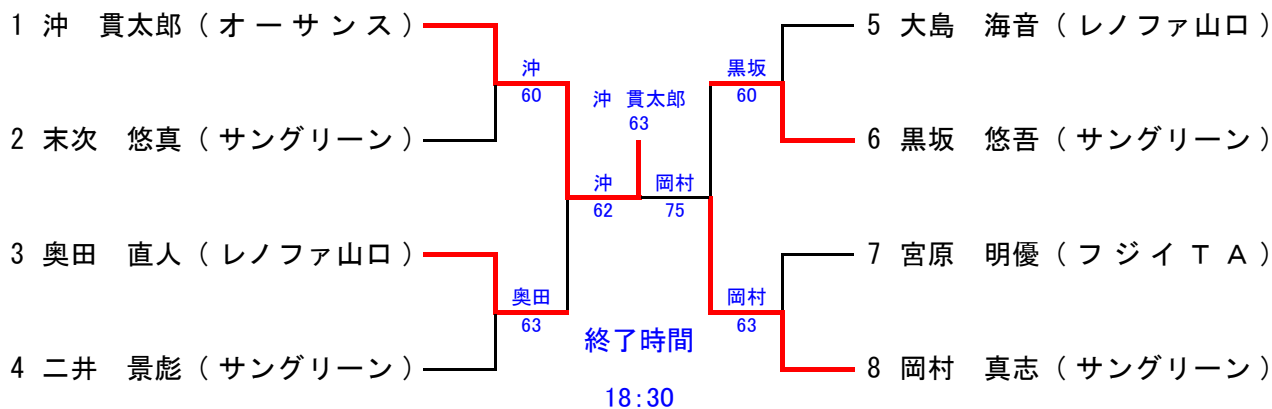 1 沖 貫太郎（オーサンス）
2 末次 悠真（サングリーン）
3 奥田 直人（レノファ山口）
4 二井 景彪（サングリーン）
沖
60
奥田
63
沖
62
沖 貫太郎
63
岡村
75
黒坂
60
岡村
63
終了時間
18:30
5 大島 海音（レノファ山口）
6 黒坂 悠吾（サングリーン）
7 宮原 明優（フジイＴＡ）
8 岡村 真志（サングリーン）